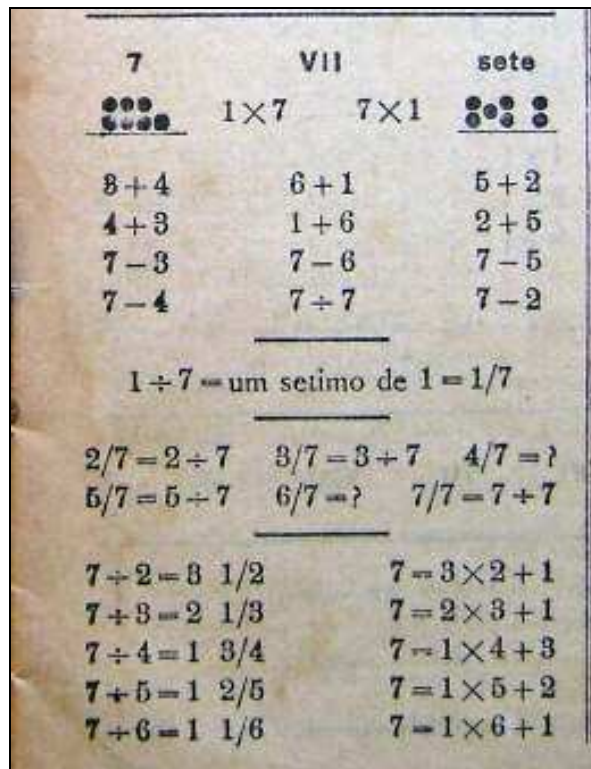 7 VII sete
1×7 7×1
3+4 6+1 5+2
4+3 1+6 2+5
7−3 7−6 7−5
7−4 7÷7 7−2
1÷7=um setimo de 1=1/7
2/7=2÷7 3/7=3÷7 4/7=?
5/7=5÷7 6/7=? 7/7=7÷7
7÷2=3 1/2 7=3×2+1
7÷3=2 1/3 7=2×3+1
7÷4=1 3/4 7=1×4+3
7÷5=1 2/5 7=1×5+2
7÷6=1 1/6 7=1×6+1